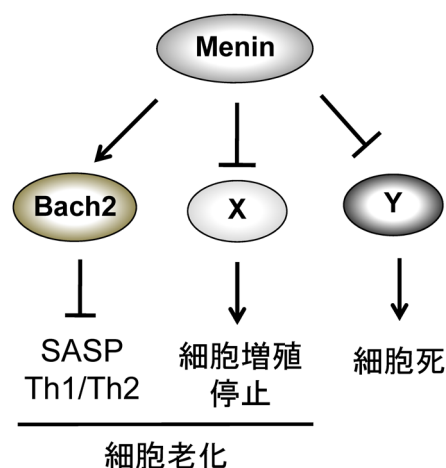 Menin
Bach2
X
Y
SASP
Th1/Th2
細胞増殖
停止
細胞死
細胞老化